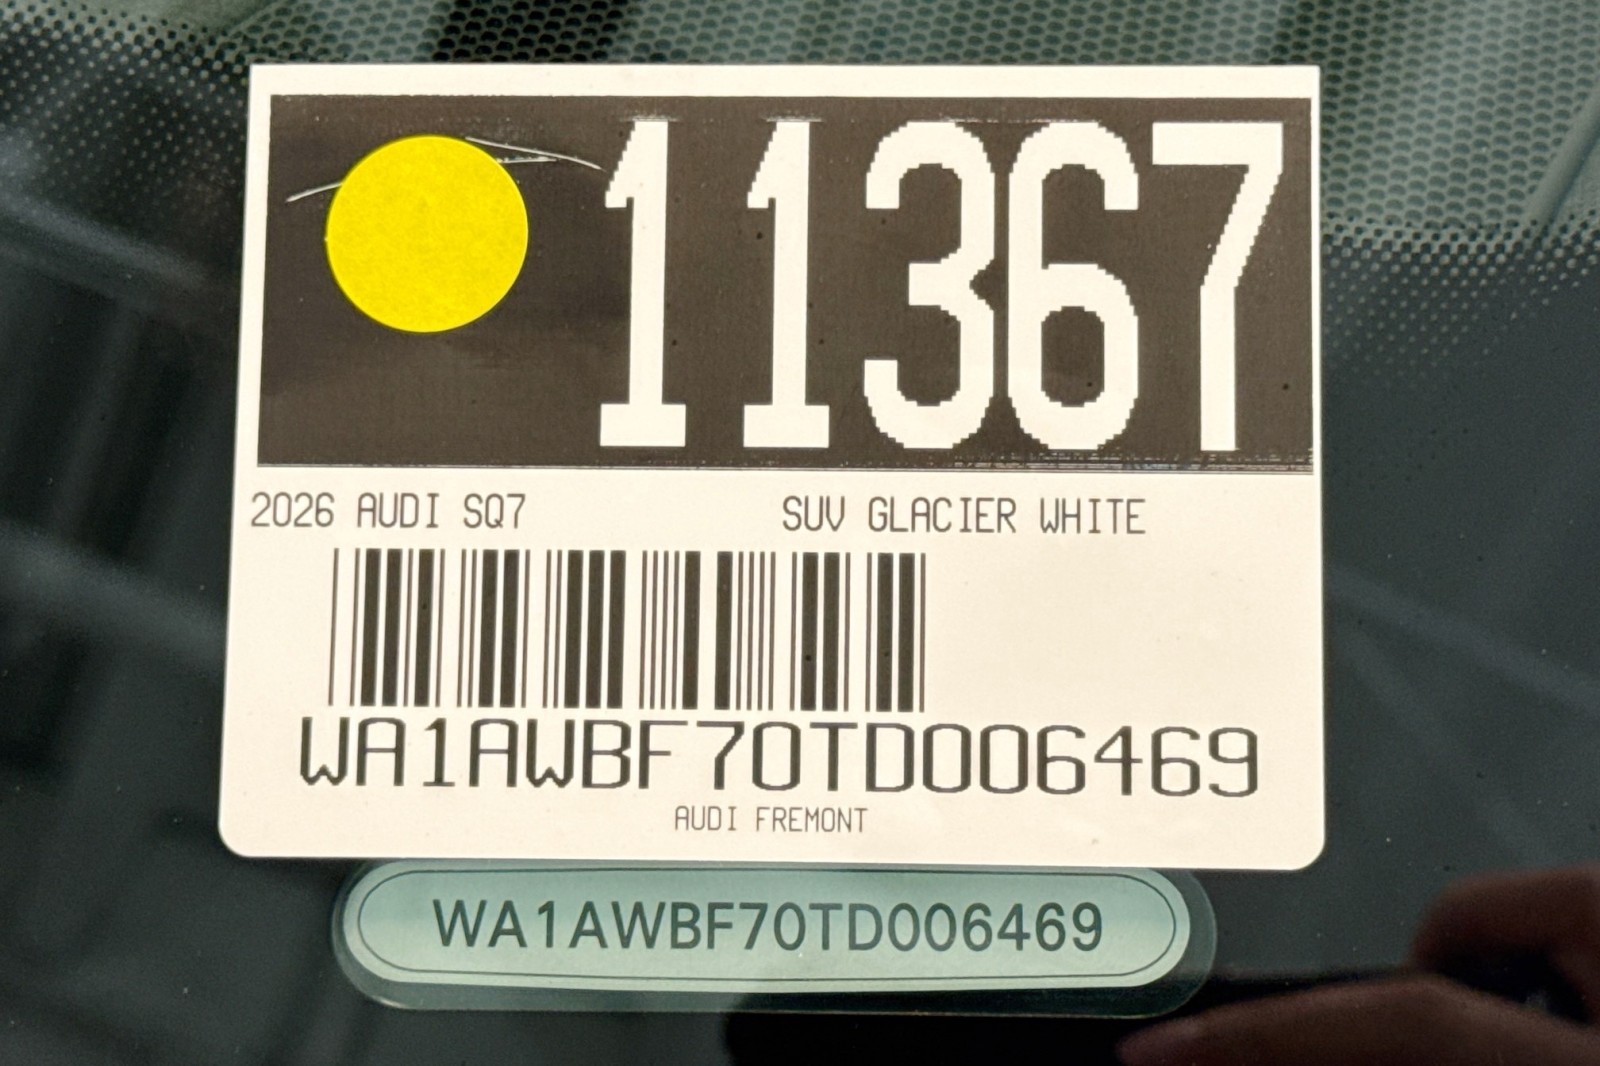 11367
2026 AUDI SQ7 SUV GLACIER WHITE
WA1AWBF70TD006469
AUDI FREMONT
WA1AWBF70TD006469